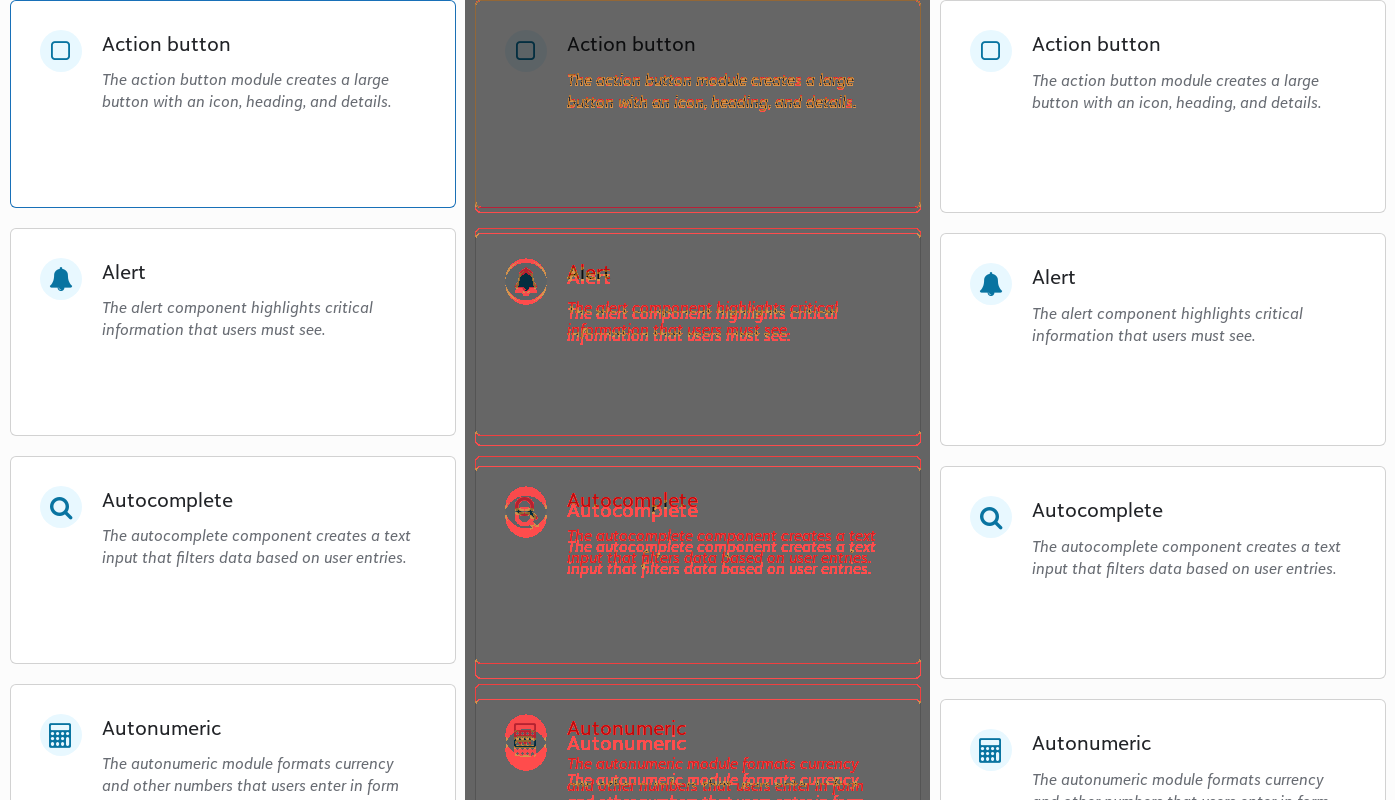 Action button
The action button module creates a large
button with an icon, heading, and details.
Alert
The alert component highlights critical
information that users must see.
Autocomplete
The autocomplete component creates a text
input that filters data based on user entries.
Autonumeric
The autonumeric module formats currency
and other numbers that users enter in form
Action button
The action button module creates a large
button with an icon, heading, and details.
Alert
The alert component highlights critical
information that users must see.
Autocomplete
The autocomplete component creates a text
input that filters data based on user entries.
Autonumeric
The autonumeric module formats currency
and other numbers that users enter in form
Action button
The action button module creates a large
button with an icon, heading, and details.
Alert
The alert component highlights critical
information that users must see.
Autocomplete
The autocomplete component creates a text
input that filters data based on user entries.
Autonumeric
The autonumeric module formats currency
and other numbers that users enter in form